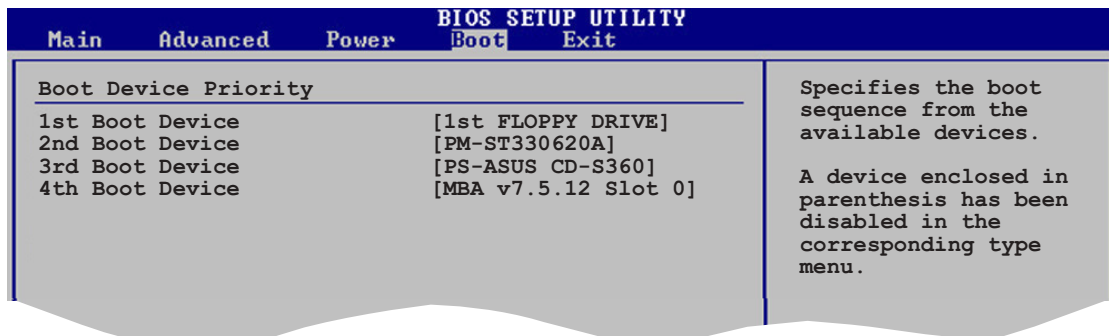 BIOS SETUP UTILITY
Main Advanced Power Boot Exit
Boot Device Priority
1st Boot Device [1st FLOPPY DRIVE]
2nd Boot Device [PM-ST330620A]
3rd Boot Device [PS-ASUS CD-S360]
4th Boot Device [MBA v7.5.12 Slot 0]
Specifies the boot
sequence from the
available devices.
A device enclosed in
parenthesis has been
disabled in the
corresponding type
menu.